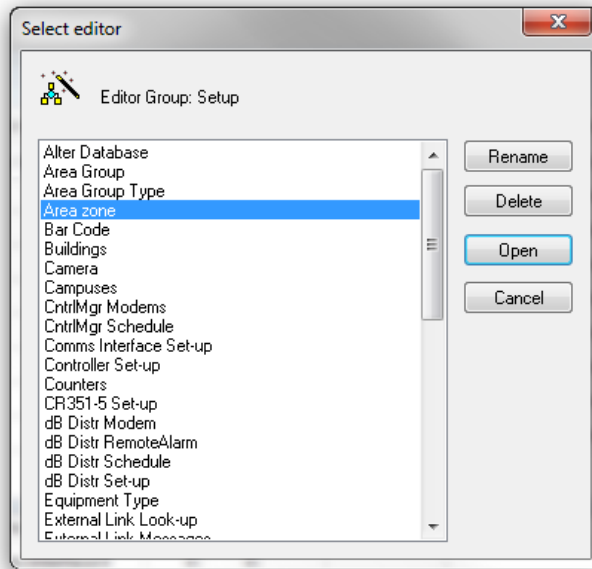 Select editor
Editor Group: Setup
Alter Database
Area Group
Area Group Type
Area zone
Bar Code
Buildings
Camera
Campuses
CntrlMgr Modems
CntrlMgr Schedule
Comms Interface Set-up
Controller Set-up
Counters
CR351-5 Set-up
dB Distr Modem
dB Distr RemoteAlarm
dB Distr Schedule
dB Distr Set-up
Equipment Type
External Link Look-up
External Link Messages
Rename
Delete
Open
Cancel